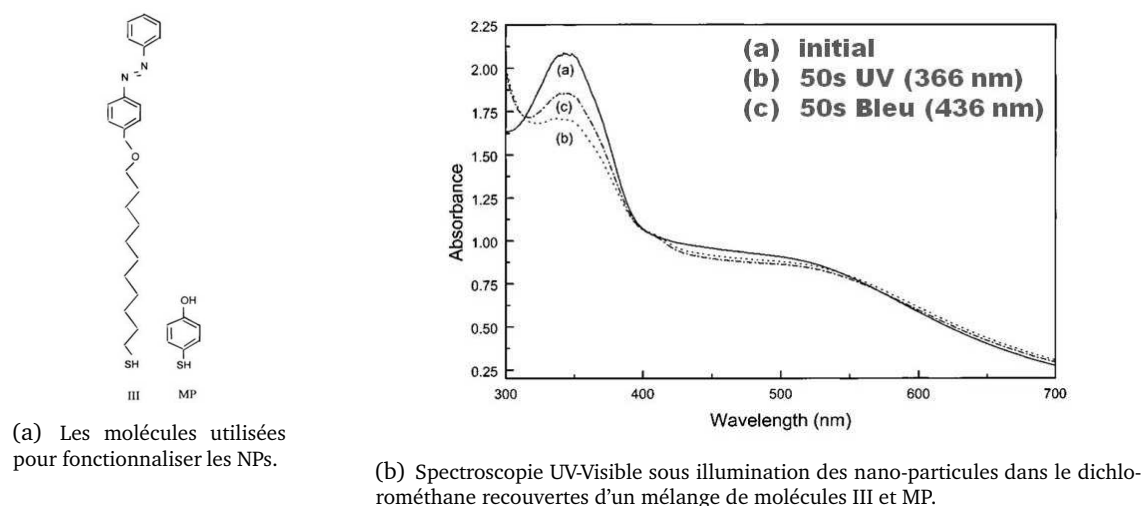 N
N
O
OH
SH
SH
III
MP
(a) Les molécules utilisées
pour fonctionnaliser les NPs.
2.25
2.00
1.75
1.50
1.25
1.00
0.75
0.50
0.25
Absorbance
300
400
500
600
700
Wavelength (nm)
(a) initial
(b) 50s UV (366 nm)
(c) 50s Bleu (436 nm)
(a)
(c)
(b)
(b) Spectroscopie UV-Visible sous illumination des nano-particules dans le dichlo-
rométhane recouvertes d'un mélange de molécules III et MP.